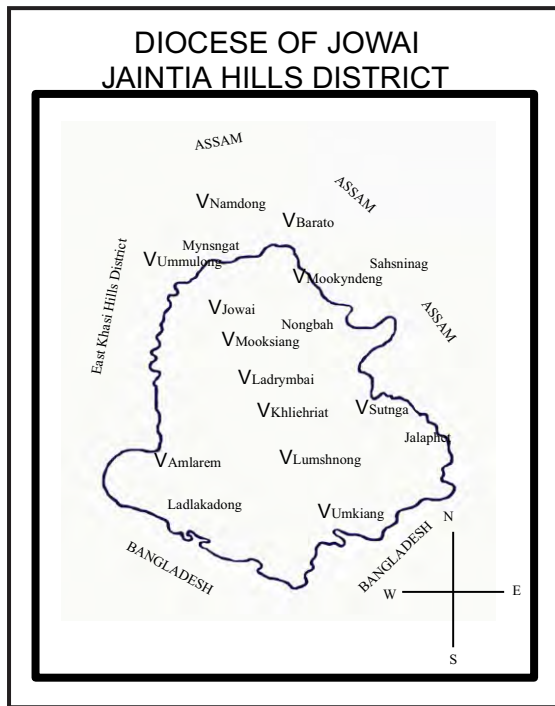 DIOCESE OF JOWAI
JAINTIA HILLS DISTRICT
ASSAM
ASSAM
VNamdong
VBarato
Mynsngat
VUmmulong
Sahsninag
VMookyndeng
East Khasi Hills District
VJowai
Nongbah
ASSAM
VMooksiang
VLadrymbai
VKhliehriat
VSutnga
Jalaphet
VAmlarem
VLumshnong
Ladlakadong
VUmkiang
BANGLADESH
BANGLADESH
N
W
E
S